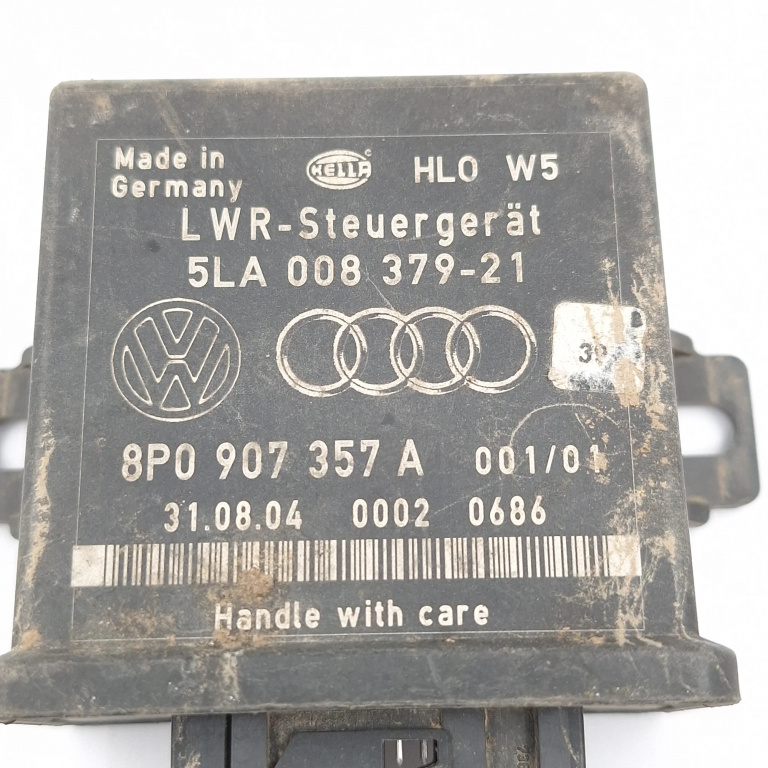 Made in
Germany
HELLA
HLO W5
LWR-Steuergerät
5LA 008 379-21
8P0 907 357 A 001/01
31.08.04 0002 0686
Handle with care